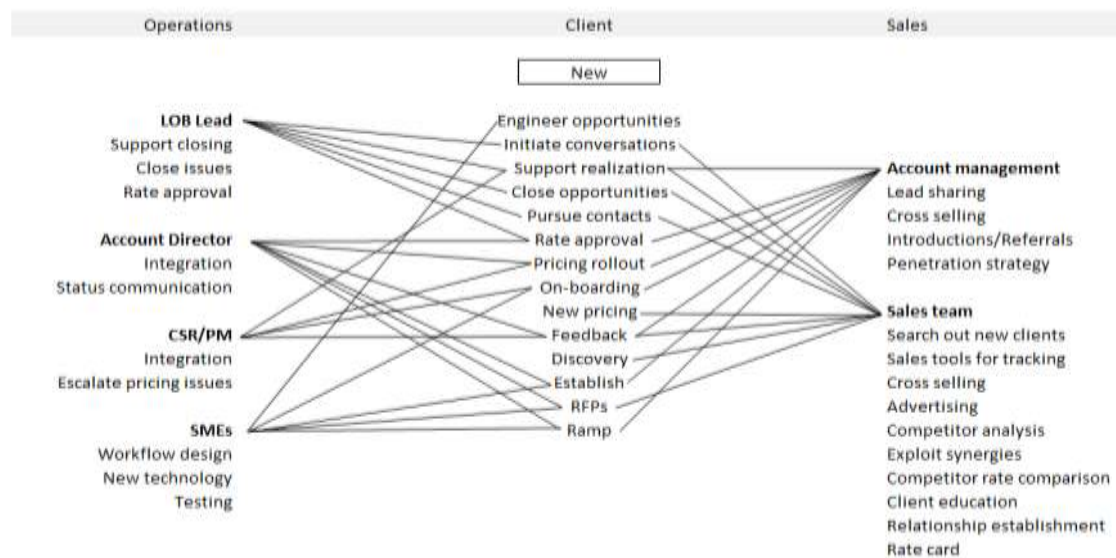 Operations
Client
Sales
New
LOB Lead
Support closing
Close issues
Rate approval
Account Director
Integration
Status communication
CSR/PM
Integration
Escalate pricing issues
SMEs
Workflow design
New technology
Testing
Engineer opportunities
Initiate conversations
Support realization
Close opportunities
Pursue contacts
Rate approval
Pricing rollout
On-boarding
New pricing
Feedback
Discovery
Establish
RFPs
Ramp
Account management
Lead sharing
Cross selling
Introductions/Referrals
Penetration strategy
Sales team
Search out new clients
Sales tools for tracking
Cross selling
Advertising
Competitor analysis
Exploit synergies
Competitor rate comparison
Client education
Relationship establishment
Rate card